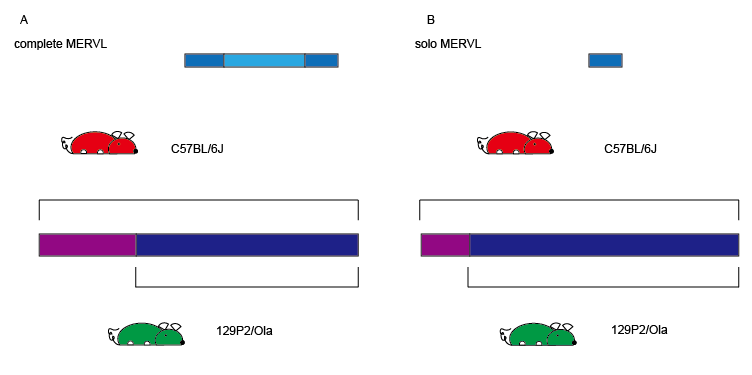 A
complete MERVL
C57BL/6J
129P2/Ola
B
solo MERVL
C57BL/6J
129P2/Ola